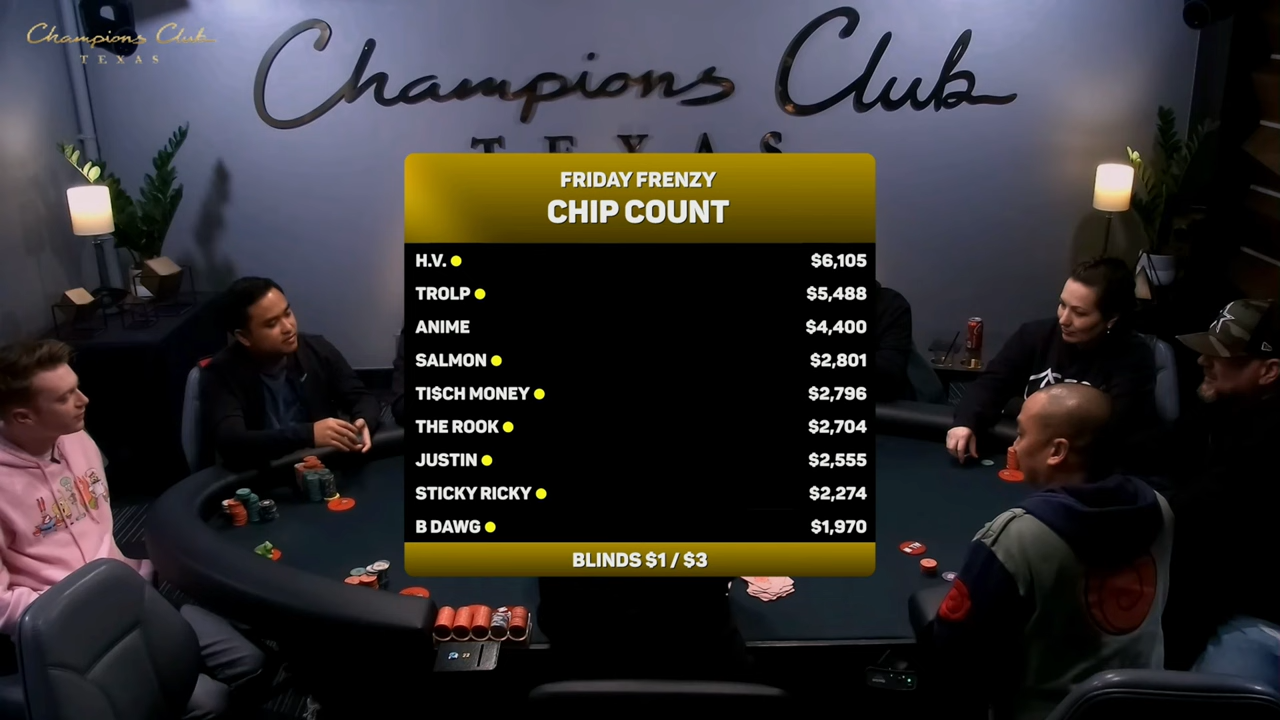 Champions Club
TEXAS
Champions Club
TEXAS
FRIDAY FRENZY
CHIP COUNT
H.V. $6,105
TROLP $5,488
ANIME $4,400
SALMON $2,801
TI$CH MONEY $2,796
THE ROOK $2,704
JUSTIN $2,555
STICKY RICKY $2,274
B DAWG $1,970
BLINDS $1 / $3